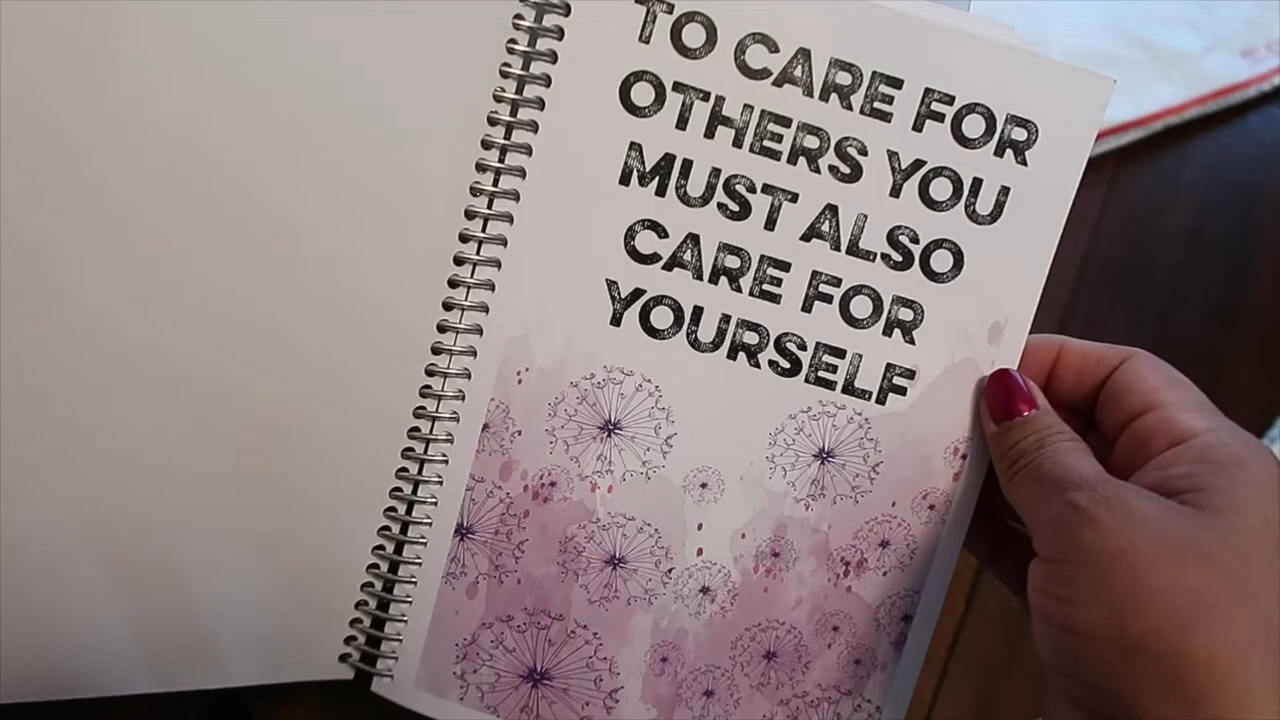 TO CARE FOR
OTHERS YOU
MUST ALSO
CARE FOR
YOURSELF